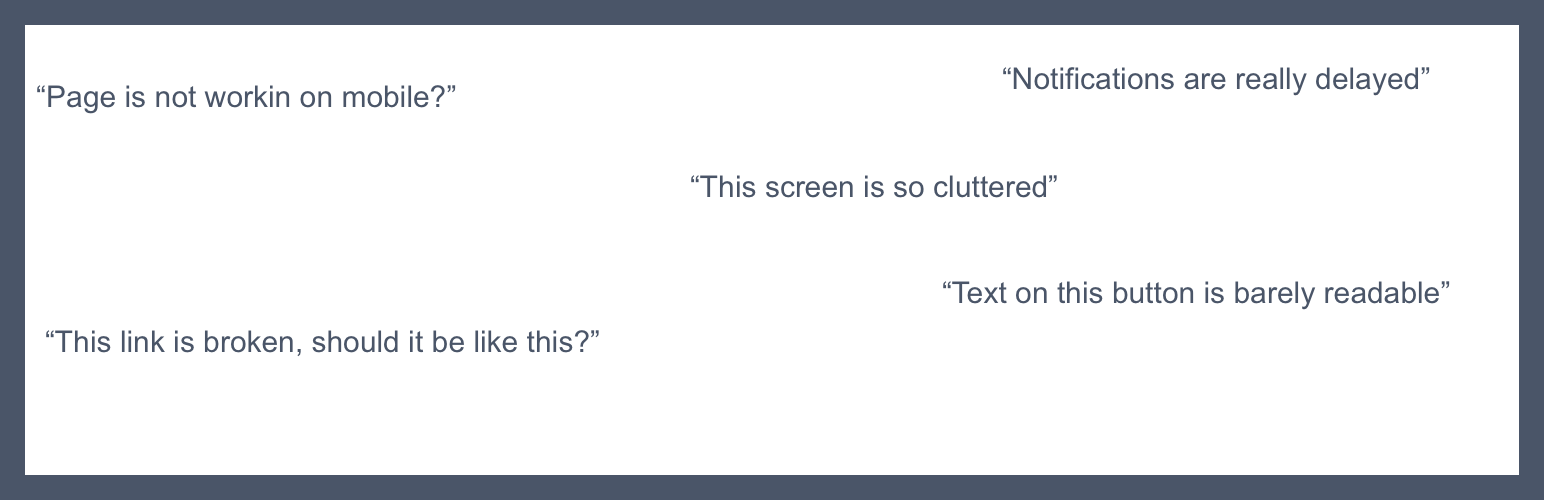 “Page is not workin on mobile?”
“Notifications are really delayed”
“This screen is so cluttered”
“Text on this button is barely readable”
“This link is broken, should it be like this?”